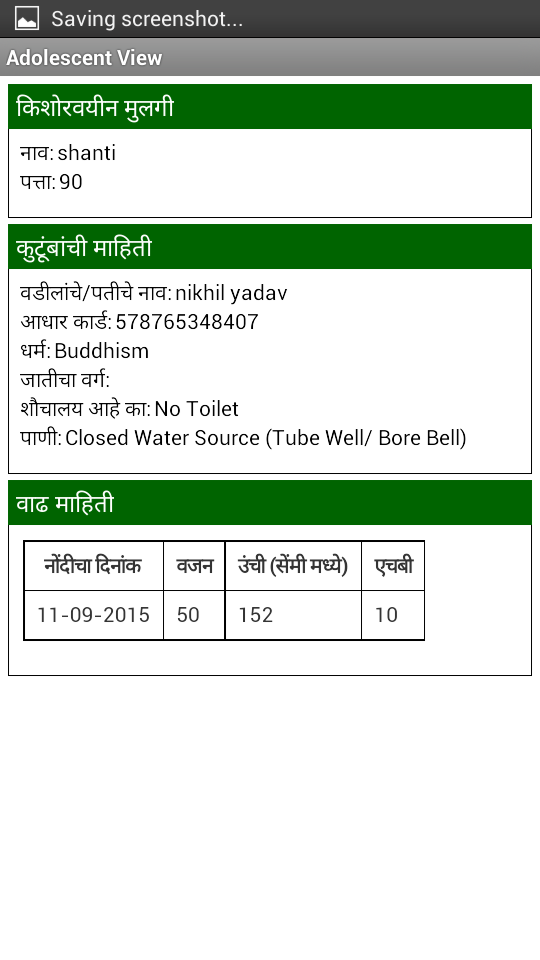 Saving screenshot...
Adolescent View
किशोरवयीन मुलगी
नाव: shanti
पत्ता: 90
कुटूंबांची माहिती
वडीलांचे/पतीचे नाव: nikhil yadav
आधार कार्ड: 578765348407
धर्म: Buddhism
जातीचा वर्ग:
शौचालय आहे का: No Toilet
पाणी: Closed Water Source (Tube Well/ Bore Bell)
वाढ माहिती
नोंदीचा दिनांक वजन उंची (सेंमी मध्ये) एचबी
11-09-2015 50 152 10